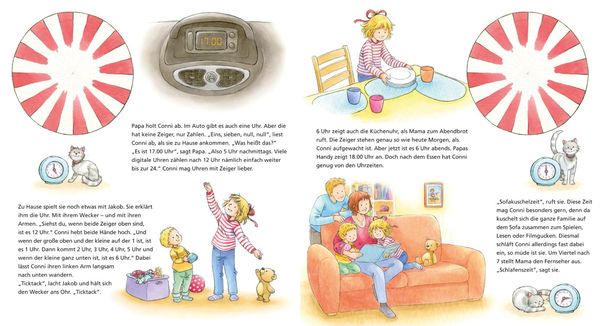 17:00
Papa holt Conni ab. Im Auto gibt es auch eine Uhr. Aber die
hat keine Zeiger, nur Zahlen. „Eins, sieben, null, null“, liest
Conni ab, als sie zu Hause ankommen. „Was heißt das?“
„Es ist 17.00 Uhr“, sagt Papa. „Also 5 Uhr nachmittags. Viele
digitale Uhren zählen nach 12 Uhr nämlich einfach weiter
bis zur 24.“ Conni mag Uhren mit Zeiger lieber.
Zu Hause spielt sie noch etwas mit Jakob. Sie erklärt
ihm die Uhr. Mit ihrem Wecker – und mit ihren
Armen. „Siehst du, wenn beide Zeiger oben sind,
ist es 12 Uhr.“ Conni hebt beide Hände hoch. „Und
wenn der große oben und der kleine auf der 1 ist, ist
es 1 Uhr. Dann kommt 2 Uhr, 3 Uhr, 4 Uhr, 5 Uhr und
wenn der kleine ganz unten ist, ist es 6 Uhr.“ Dabei
lässt Conni ihren linken Arm langsam
nach unten wandern.
„Ticktack“, lacht Jakob und hält sich
den Wecker ans Ohr. „Ticktack“.
6 Uhr zeigt auch die Küchenuhr, als Mama zum Abendbrot
ruft. Die Zeiger stehen genau so wie heute Morgen, als
Conni aufgewacht ist. Aber jetzt ist es 6 Uhr abends. Papas
Handy zeigt 18.00 Uhr an. Doch nach dem Essen hat Conni
genug von den Uhrzeiten.
„Sofakuschelzeit“, ruft sie. Diese Zeit
mag Conni besonders gern, denn da
kuschelt sich die ganze Familie auf
dem Sofa zusammen zum Spielen,
Lesen oder Filmgucken. Diesmal
schläft Conni allerdings fast dabei
ein, so müde ist sie. Um Viertel nach
7 stellt Mama den Fernseher aus.
„Schlafenszeit“, sagt sie.